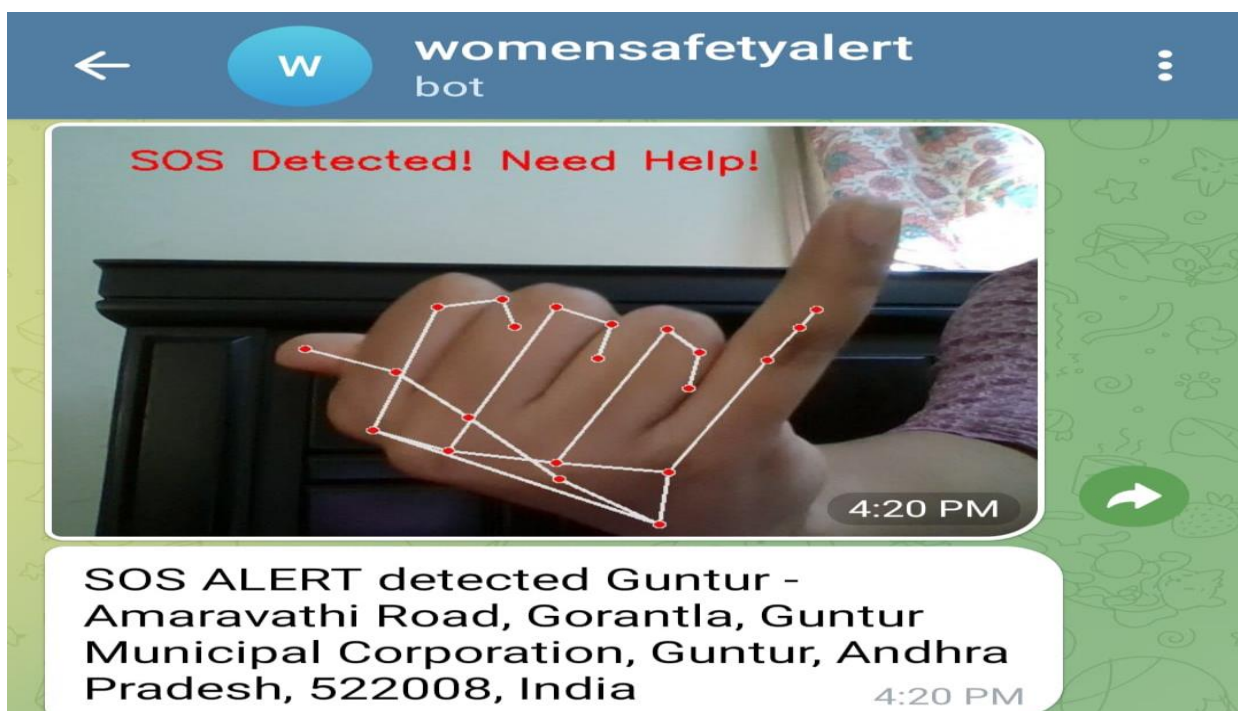 W
womensafetyalert
bot
SOS Detected! Need Help!
4:20 PM
SOS ALERT detected Guntur -
Amaravathi Road, Gorantla, Guntur
Municipal Corporation, Guntur, Andhra
Pradesh, 522008, India
4:20 PM